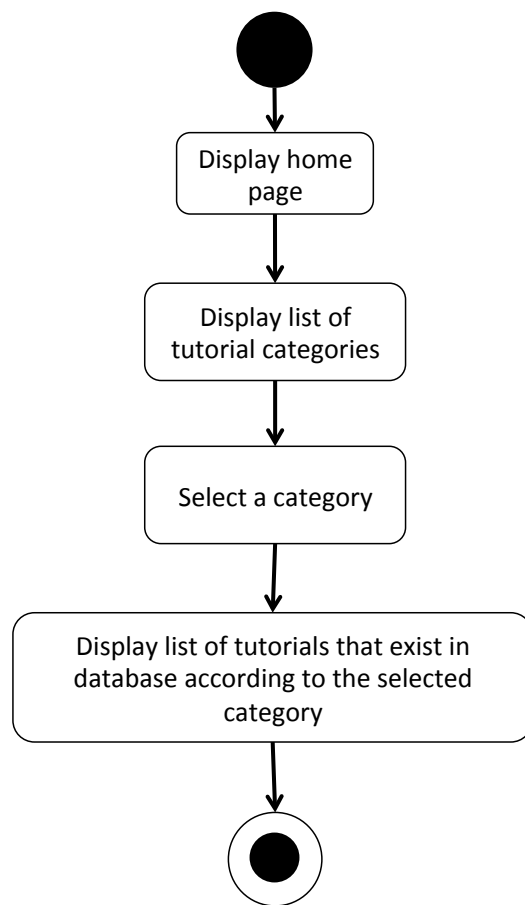 Display home
page
Display list of
tutorial categories
Select a category
Display list of tutorials that exist in
database according to the selected
category